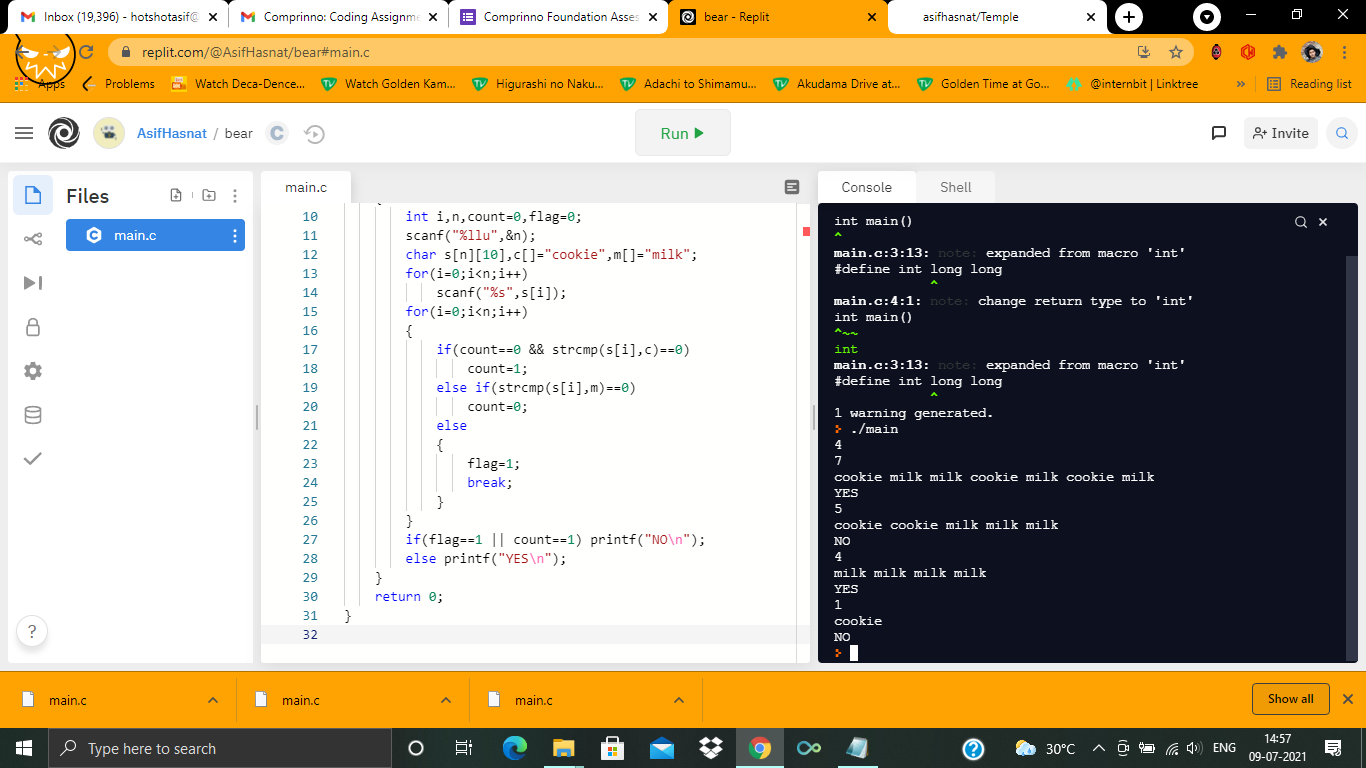 Inbox (19,396) - hotshotasif@
Comprinno: Coding Assignme
Comprinno Foundation Asses
bear - Replit
asifhasnat/Temple
replit.com/@AsifHasnat/bear#main.c
Apps
Problems
Watch Deca-Dence...
Watch Golden Kam...
Higurashi no Naku...
Adachi to Shimamu...
Akudama Drive at...
Golden Time at Go...
@internbit | Linktree
»
Reading list
AsifHasnat / bear
C
Run
Invite
Files
main.c
main.c
Console
Shell
{
10 int i,n,count=0,flag=0;
11 scanf("%llu",&n);
12 char s[n][10],c[]="cookie",m[]="milk";
13 for(i=0;i<n;i++)
14 scanf("%s",s[i]);
15 for(i=0;i<n;i++)
16 {
17 if(count==0 && strcmp(s[i],c)==0)
18 count=1;
19 else if(strcmp(s[i],m)==0)
20 count=0;
21 else
22 {
23 flag=1;
24 break;
25 }
26 }
27 if(flag==1 || count==1) printf("NO\n");
28 else printf("YES\n");
29 }
30 return 0;
31 }
32
int main()
^
main.c:3:13: note: expanded from macro 'int'
#define int long long
^
main.c:4:1: note: change return type to 'int'
int main()
^~~
int
main.c:3:13: note: expanded from macro 'int'
#define int long long
^
1 warning generated.
./main
4
7
cookie milk milk cookie milk cookie milk
YES
5
cookie cookie milk milk milk
NO
4
milk milk milk milk
YES
1
cookie
NO
?
main.c
main.c
main.c
Show all
Type here to search
30°C
ENG
14:57
09-07-2021